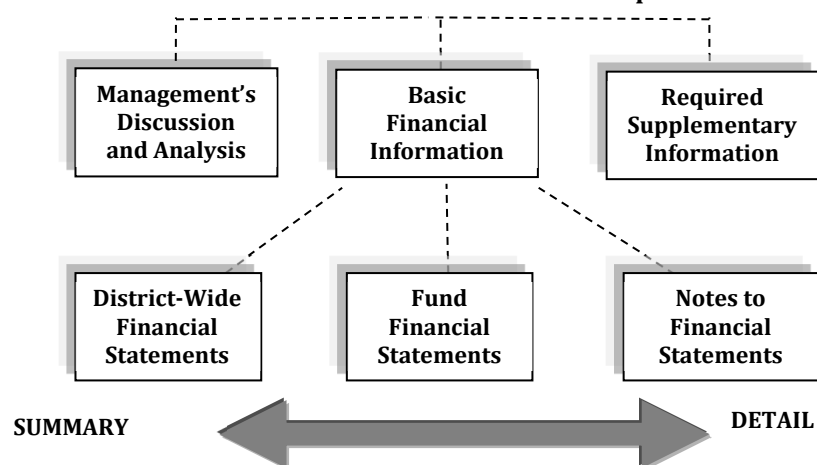 Management's
Discussion
and Analysis
Basic
Financial
Information
Required
Supplementary
Information
District-Wide
Financial
Statements
Fund
Financial
Statements
Notes to
Financial
Statements
SUMMARY
DETAIL